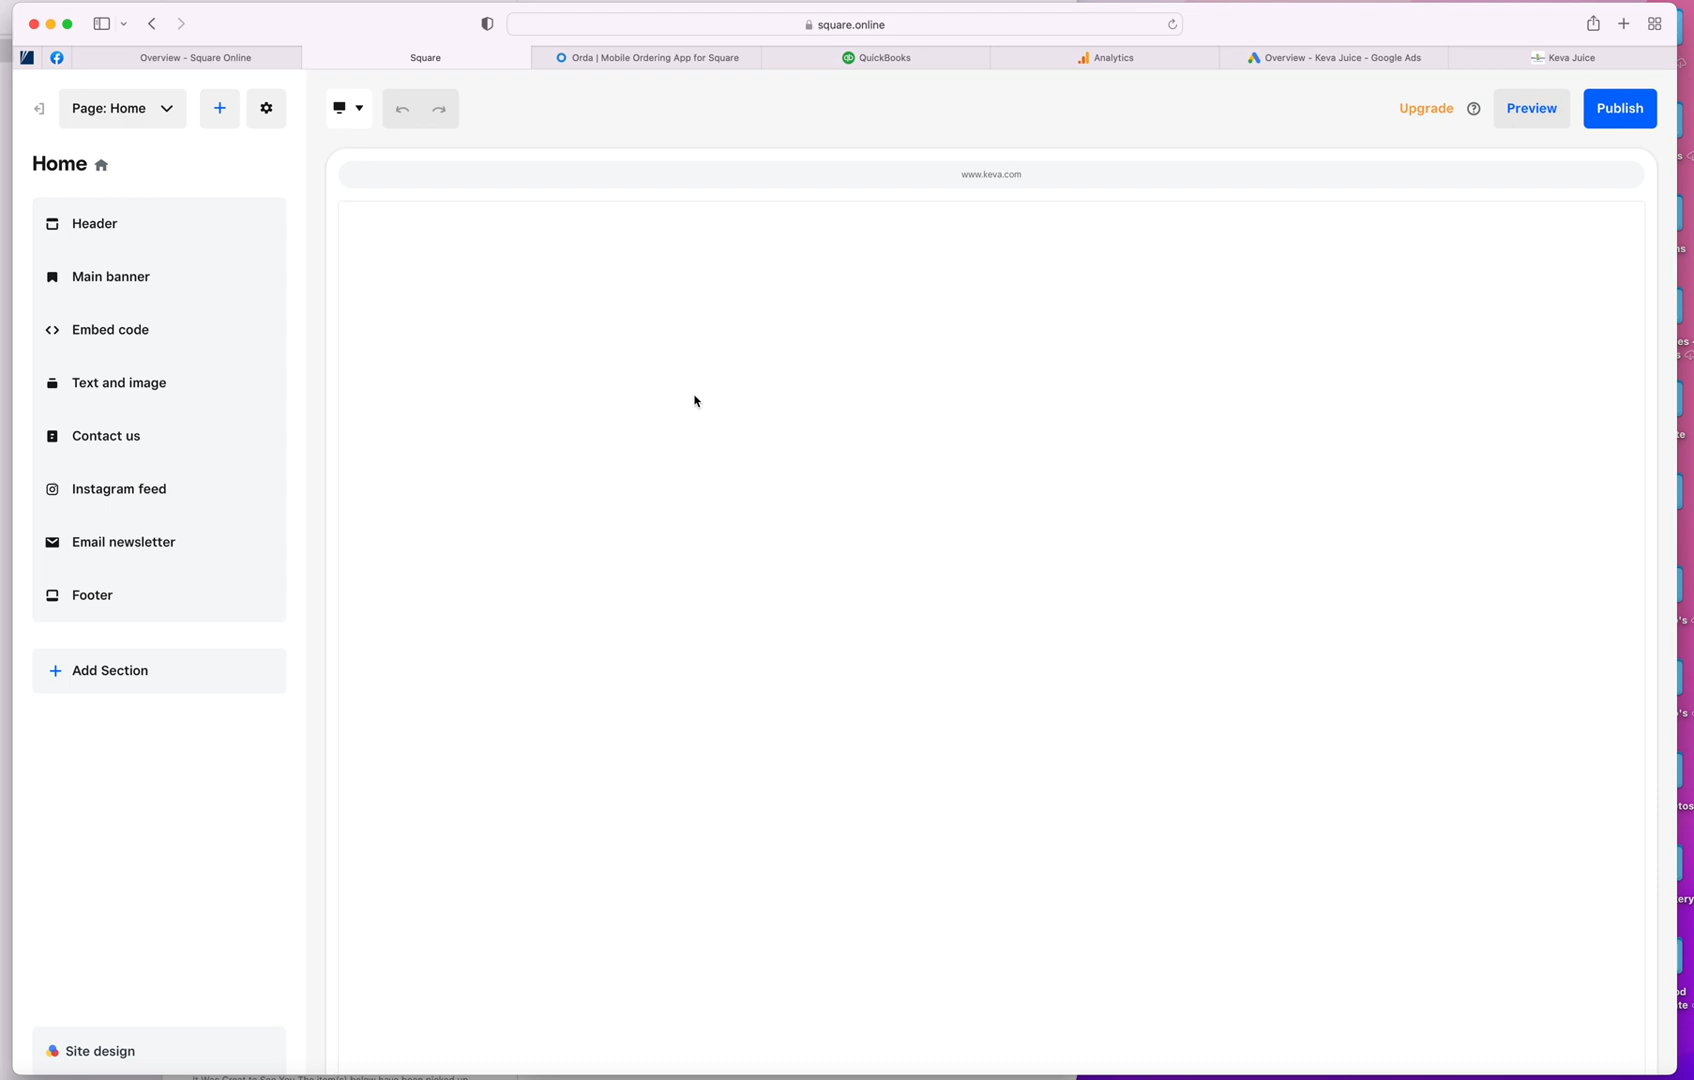 square.online
Overview - Square Online
Square
Orda | Mobile Ordering App for Square
QuickBooks
Analytics
Overview - Keva Juice - Google Ads
Keva Juice
Page: Home
Upgrade
Preview
Publish
Home
www.keva.com
Header
Main banner
Embed code
Text and image
Contact us
Instagram feed
Email newsletter
Footer
Add Section
Site design